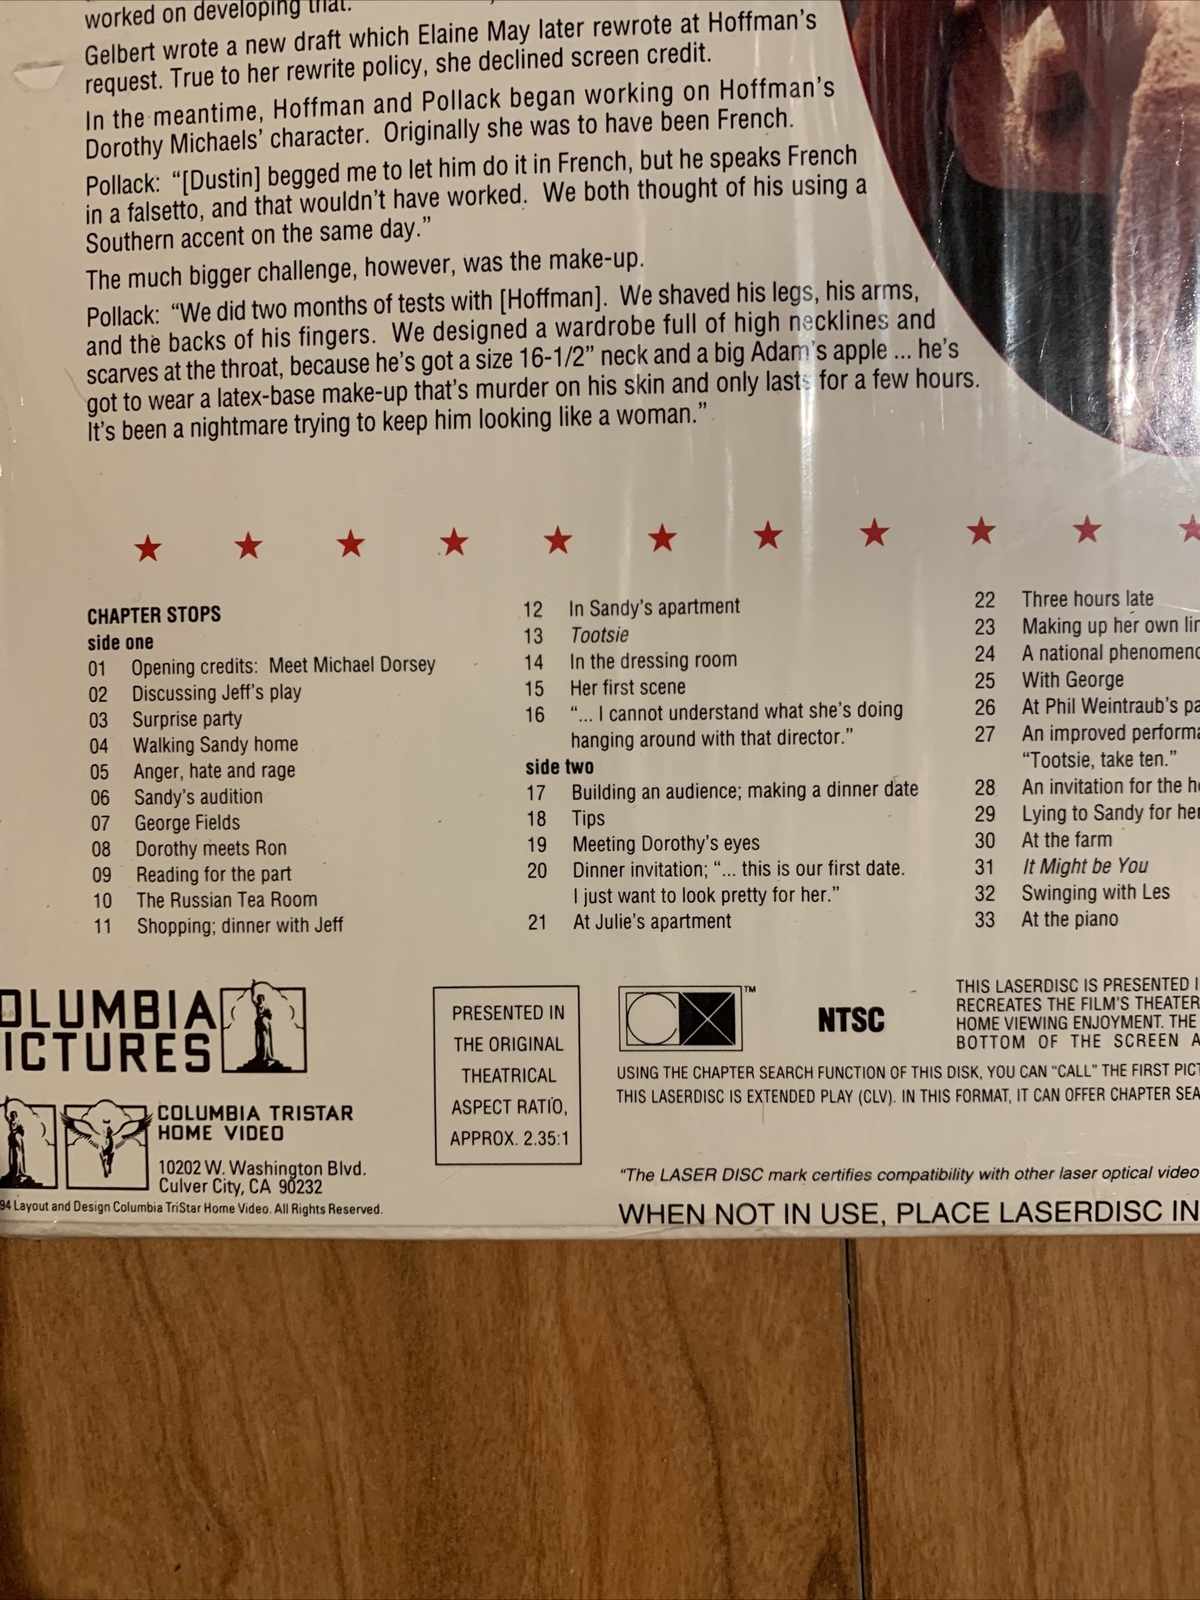 worked on developing that.
Gelbert wrote a new draft which Elaine May later rewrote at Hoffman's
request. True to her rewrite policy, she declined screen credit.
In the meantime, Hoffman and Pollack began working on Hoffman's
Dorothy Michaels' character. Originally she was to have been French.
Pollack: "[Dustin] begged me to let him do it in French, but he speaks French
in a falsetto, and that wouldn't have worked. We both thought of his using a
Southern accent on the same day."
The much bigger challenge, however, was the make-up.
Pollack: "We did two months of tests with [Hoffman]. We shaved his legs, his arms,
and the backs of his fingers. We designed a wardrobe full of high necklines and
scarves at the throat, because he's got a size 16-1/2" neck and a big Adam's apple ... he's
got to wear a latex-base make-up that's murder on his skin and only lasts for a few hours.
It's been a nightmare trying to keep him looking like a woman."
CHAPTER STOPS
side one
01 Opening credits: Meet Michael Dorsey
02 Discussing Jeff's play
03 Surprise party
04 Walking Sandy home
05 Anger, hate and rage
06 Sandy's audition
07 George Fields
08 Dorothy meets Ron
09 Reading for the part
10 The Russian Tea Room
11 Shopping; dinner with Jeff
12 In Sandy's apartment
13 Tootsie
14 In the dressing room
15 Her first scene
16 "... I cannot understand what she's doing
hanging around with that director."
side two
17 Building an audience; making a dinner date
18 Tips
19 Meeting Dorothy's eyes
20 Dinner invitation; "... this is our first date.
I just want to look pretty for her."
21 At Julie's apartment
22 Three hours late
23 Making up her own
24 A national
25 With George
26 At Phil Weintraub's
27 An improved
"Tootsie, take ten."
28 An invitation for the
29 Lying to Sandy for
30 At the farm
31 It Might be You
32 Swinging with Les
33 At the piano
OLUMBIA
ICTURES
COLUMBIA TRISTAR
HOME VIDEO
10202 W. Washington Blvd.
Culver City, CA 90232
94 Layout and Design Columbia TriStar Home Video. All Rights Reserved.
PRESENTED IN
THE ORIGINAL
THEATRICAL
ASPECT RATIO,
APPROX. 2.35:1
CX TM
NTSC
THIS LASERDISC IS PRESENTED
RECREATES THE FILM'S
HOME VIEWING ENJOYMENT. THE
BOTTOM OF THE SCREEN
USING THE CHAPTER SEARCH FUNCTION OF THIS DISK, YOU CAN "CALL" THE FIRST
THIS LASERDISC IS EXTENDED PLAY (CLV). IN THIS FORMAT, IT CAN OFFER CHAPTER
"The LASER DISC mark certifies compatibility with other laser optical video
WHEN NOT IN USE, PLACE LASERDISC IN